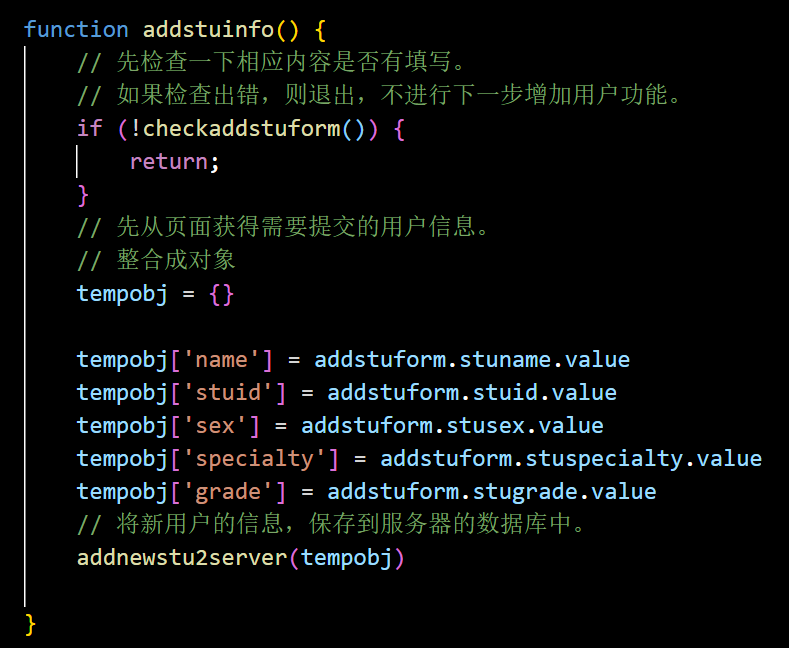 function addstuinfo() {
// 先检查一下相应内容是否有填写。
// 如果检查出错，则退出，不进行下一步增加用户功能。
if (!checkaddstuform()) {
return;
}
// 先从页面获得需要提交的用户信息。
// 整合成对象
tempobj = {}
tempobj['name'] = addstuform.stuname.value
tempobj['stuid'] = addstuform.stuid.value
tempobj['sex'] = addstuform.stusex.value
tempobj['specialty'] = addstuform.stuspecialty.value
tempobj['grade'] = addstuform.stugrade.value
// 将新用户的信息，保存到服务器的数据库中。
addnewstu2server(tempobj)
}